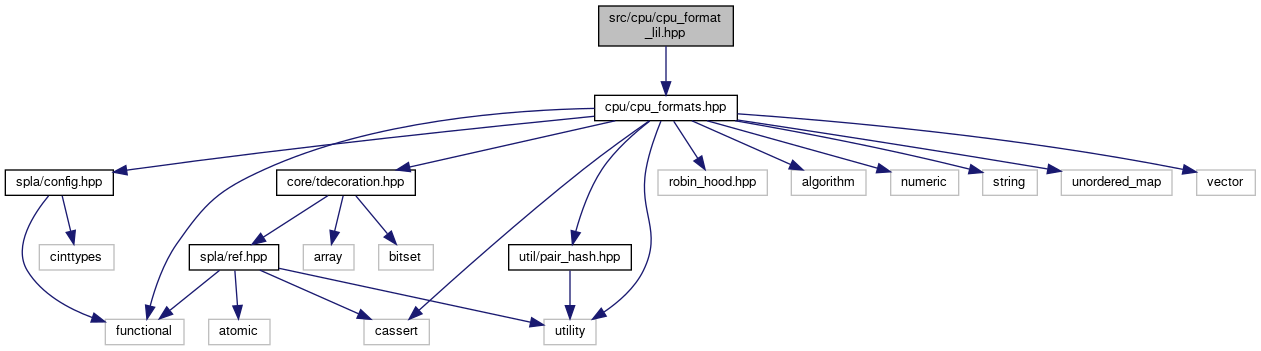 src/cpu/cpu_format
_lil.hpp
cpu/cpu_formats.hpp
spla/config.hpp
core/tdecoration.hpp
robin_hood.hpp
algorithm
numeric
string
unordered_map
vector
cinttypes
spla/ref.hpp
array
bitset
util/pair_hash.hpp
functional
atomic
cassert
utility